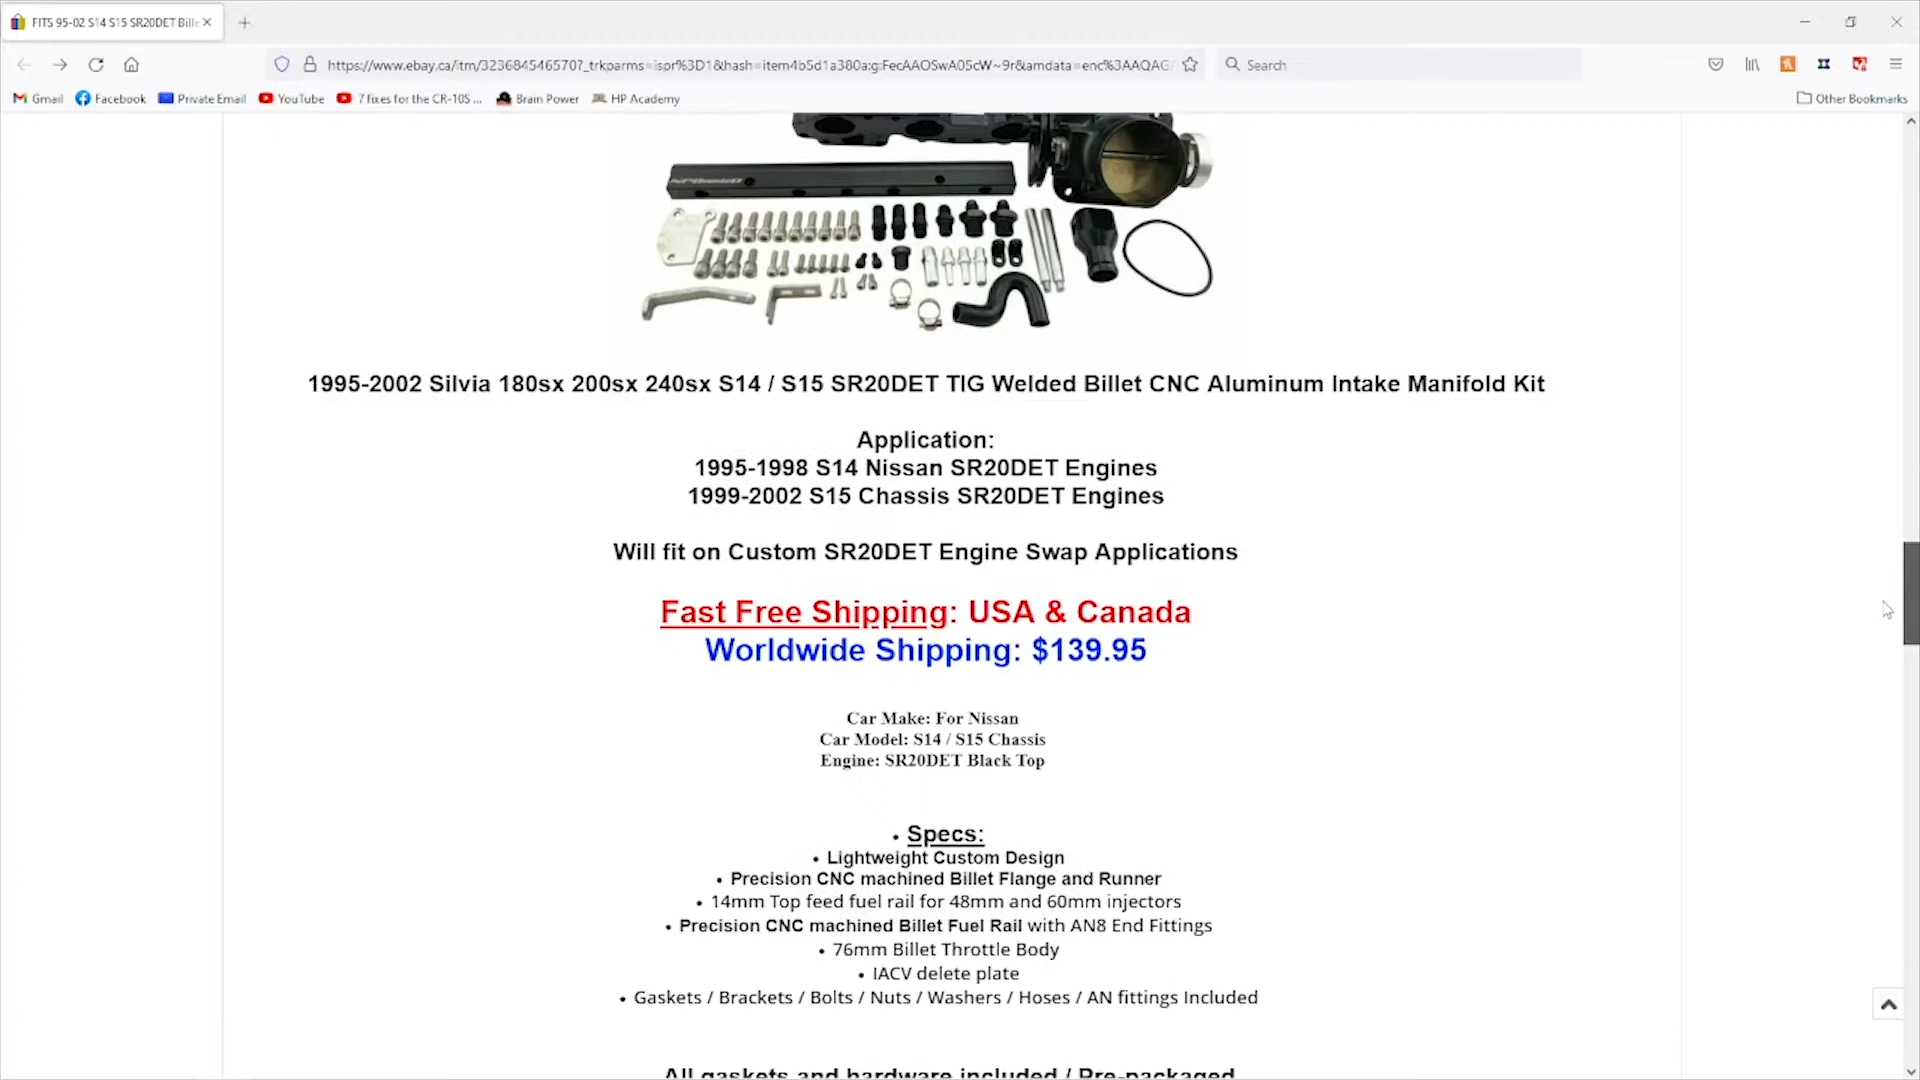 FITS 95-02 S14 S15 SR20DET Bille
https://www.ebay.ca/itm/323684546570?_trkparms=ispr%3D1&hash=item4b5d1a380a:g:FecAAOSwA05cW~9r&amdata=enc%3AAQAG
Search
Gmail
Facebook
Private Email
YouTube
7 fixes for the CR-10S ...
Brain Power
HP Academy
Other Bookmarks
1995-2002 Silvia 180sx 200sx 240sx S14 / S15 SR20DET TIG Welded Billet CNC Aluminum Intake Manifold Kit
Application:
1995-1998 S14 Nissan SR20DET Engines
1999-2002 S15 Chassis SR20DET Engines
Will fit on Custom SR20DET Engine Swap Applications
Fast Free Shipping: USA & Canada
Worldwide Shipping: $139.95
Car Make: For Nissan
Car Model: S14 / S15 Chassis
Engine: SR20DET Black Top
• Specs:
• Lightweight Custom Design
• Precision CNC machined Billet Flange and Runner
• 14mm Top feed fuel rail for 48mm and 60mm injectors
• Precision CNC machined Billet Fuel Rail with AN8 End Fittings
• 76mm Billet Throttle Body
• IACV delete plate
• Gaskets / Brackets / Bolts / Nuts / Washers / Hoses / AN fittings Included
All gaskets and hardware included / Pre-packaged